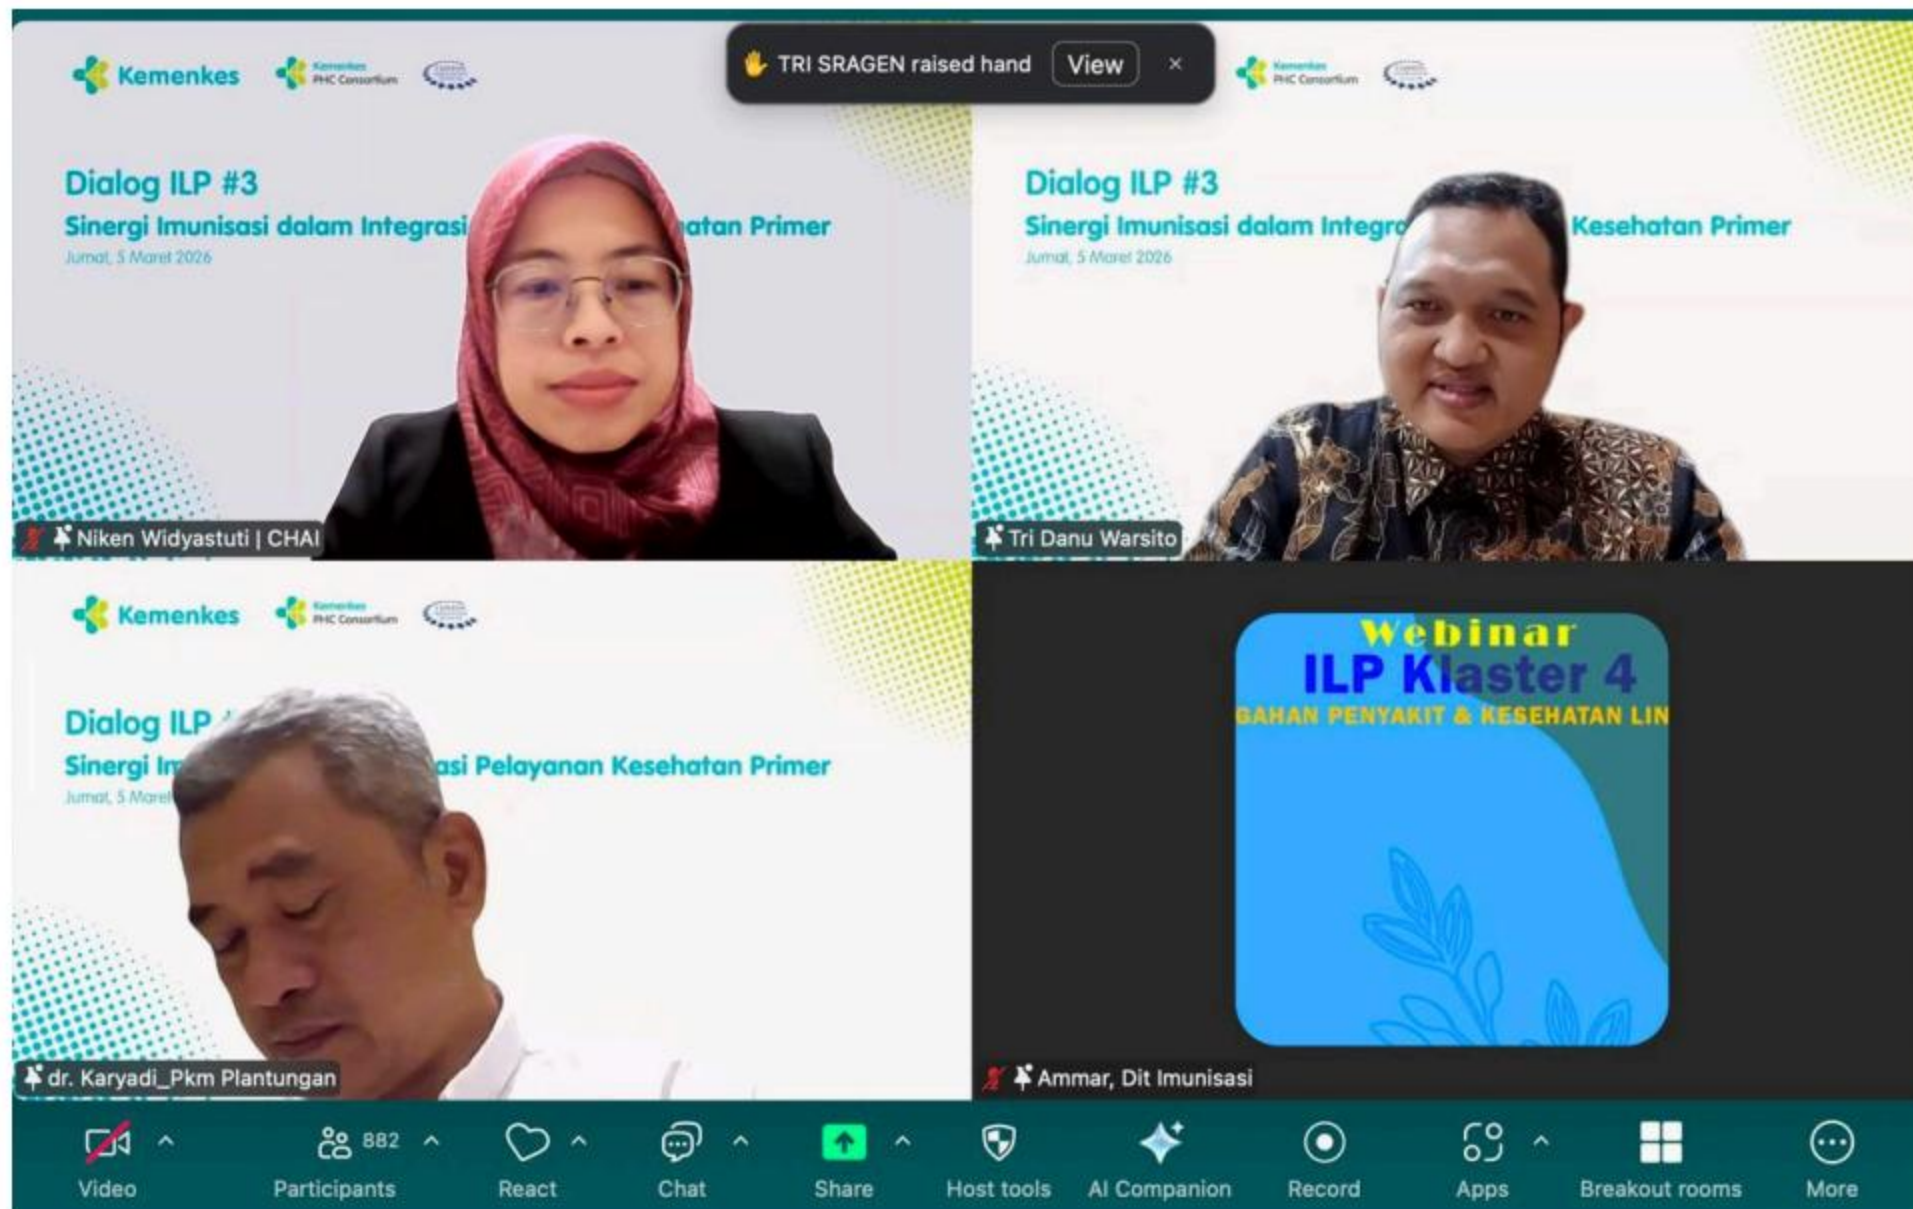 TRI SRAGEN raised hand View
Kemenkes
Kemenkes
PHC Consortium
Dialog ILP #3
Sinergi Imunisasi dalam Integrasi atan Primer
Jumat, 5 Maret 2026
Niken Widyastuti | CHAI
Kemenkes
PHC Consortium
Dialog ILP #3
Sinergi Imunisasi dalam Integra Kesehatan Primer
Jumat, 5 Maret 2026
Tri Danu Warsito
Kemenkes
Kemenkes
PHC Consortium
Dialog ILP
Sinergi Im asi Pelayanan Kesehatan Primer
Jumat, 5 Maret
dr. Karyadi_Pkm Plantungan
Webinar
ILP Klaster 4
GAHAN PENYAKIT & KESEHATAN LIN
Ammar, Dit Imunisasi
882
Video Participants React Chat Share Host tools AI Companion Record Apps Breakout rooms More